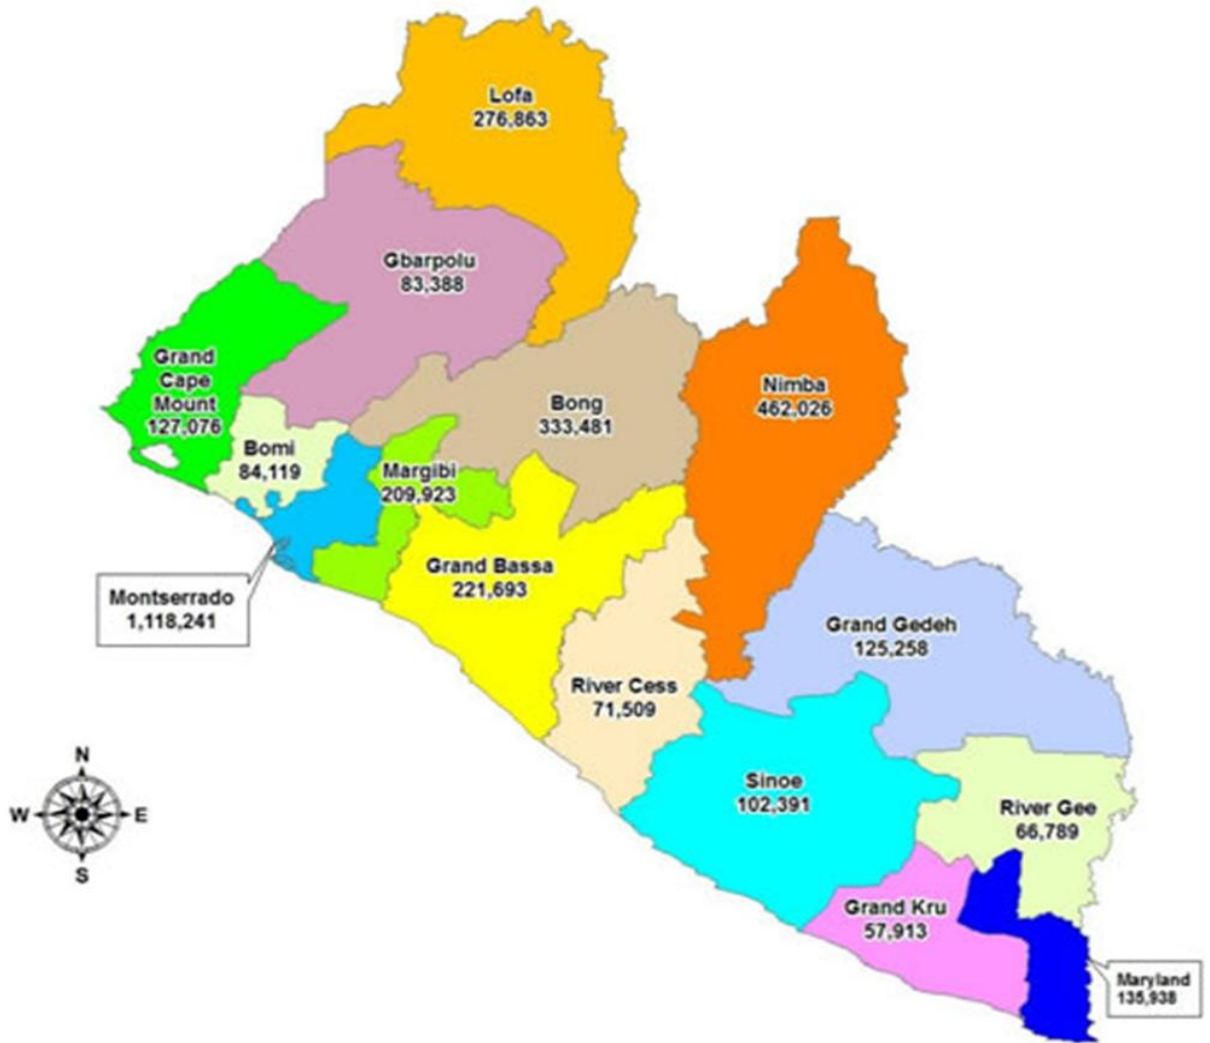 Lofa
276,863
Gbarpolu
83,388
Grand
Cape
Mount
127,076
Bong
333,481
Nimba
462,026
Bomi
84,119
Margibi
209,923
Grand Bassa
221,693
Montserrado
1,118,241
Grand Gedeh
125,258
River Cess
71,509
Sinoe
102,391
River Gee
66,789
Grand Kru
57,913
Maryland
135,938
N
W
E
S